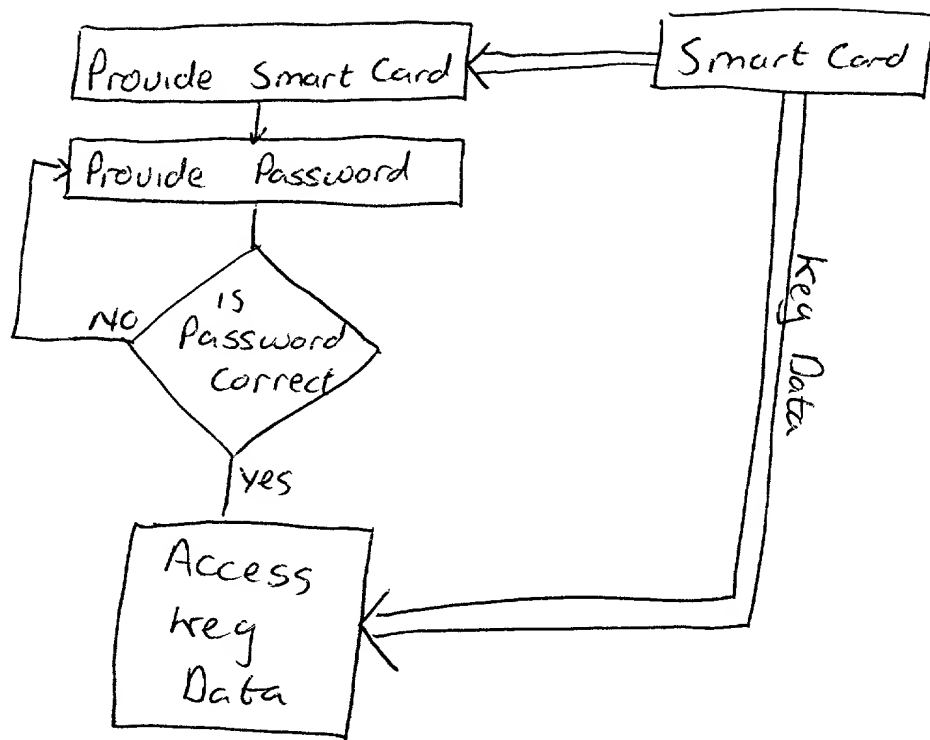 Provide Smart Card
Smart Card
Provide Password
is
Password
Correct
NO
yes
Key Data
Access
Key
Data